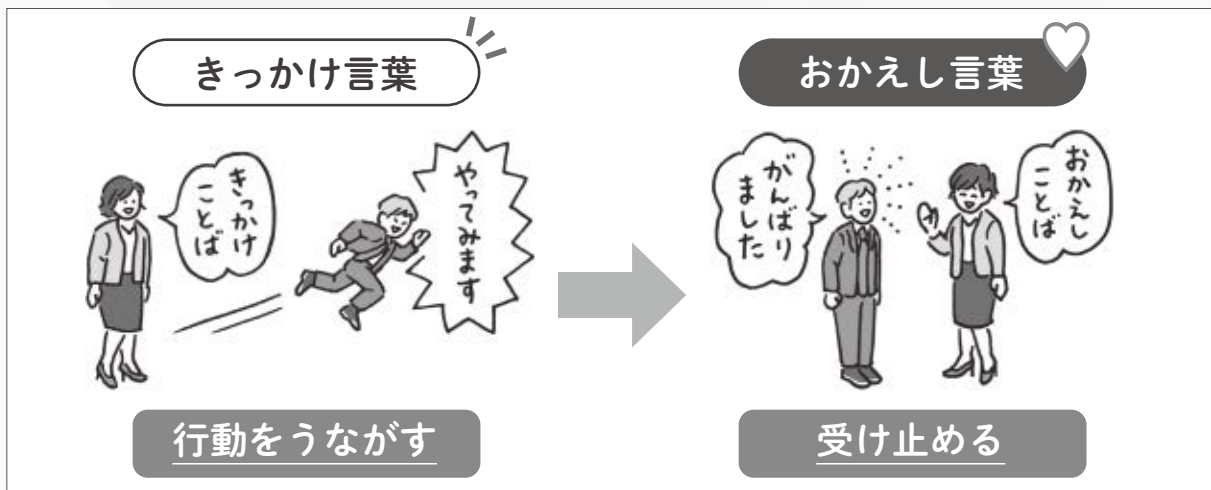 きっかけ言葉
きっかけ
ことば
やってみます
行動をうながす
おかえし言葉
がんばり
ました
おかえし
ことば
受け止める